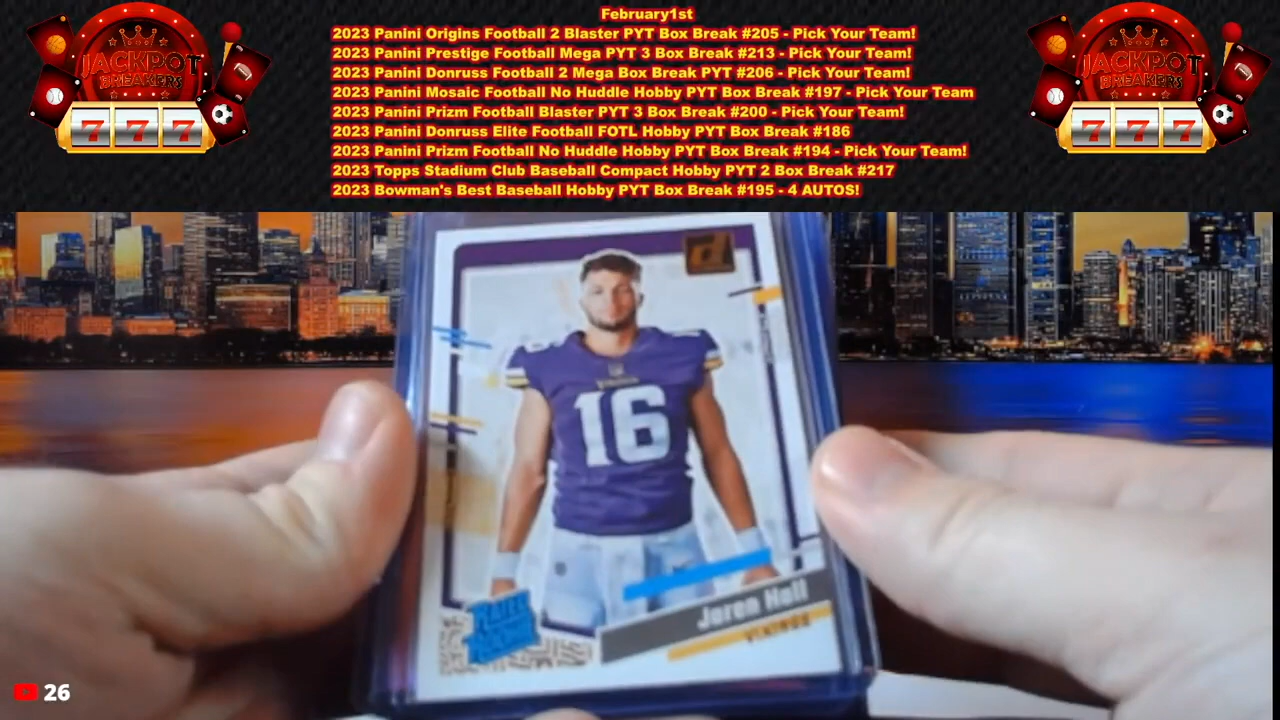 February1st
2023 Panini Origins Football 2 Blaster PYT Box Break #205 - Pick Your Team!
2023 Panini Prestige Football Mega PYT 3 Box Break #213 - Pick Your Team!
2023 Panini Donruss Football 2 Mega Box Break PYT #206 - Pick Your Team!
2023 Panini Mosaic Football No Huddle Hobby PYT Box Break #197 - Pick Your Team
2023 Panini Prizm Football Blaster PYT 3 Box Break #200 - Pick Your Team!
2023 Panini Donruss Elite Football FOTL Hobby PYT Box Break #186
2023 Panini Prizm Football No Huddle Hobby PYT Box Break #194 - Pick Your Team!
2023 Topps Stadium Club Baseball Compact Hobby PYT 2 Box Break #217
2023 Bowman's Best Baseball Hobby PYT Box Break #195 - 4 AUTOS!
JACKPOT
BREAKERS
777
JACKPOT
BREAKERS
777
VIKINGS
16
RATED
ROOKIE
Jaren Hall
VIKINGS
26